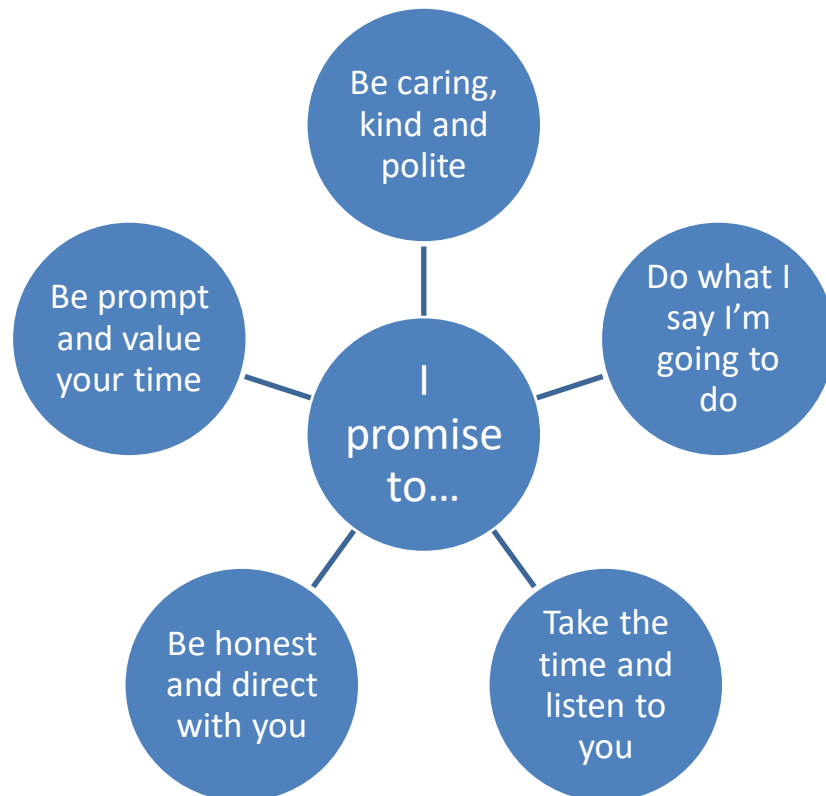 Be caring,
kind and
polite
Do what I
say I’m
going to
do
Take the
time and
listen to
you
Be honest
and direct
with you
Be prompt
and value
your time
I
promise
to…